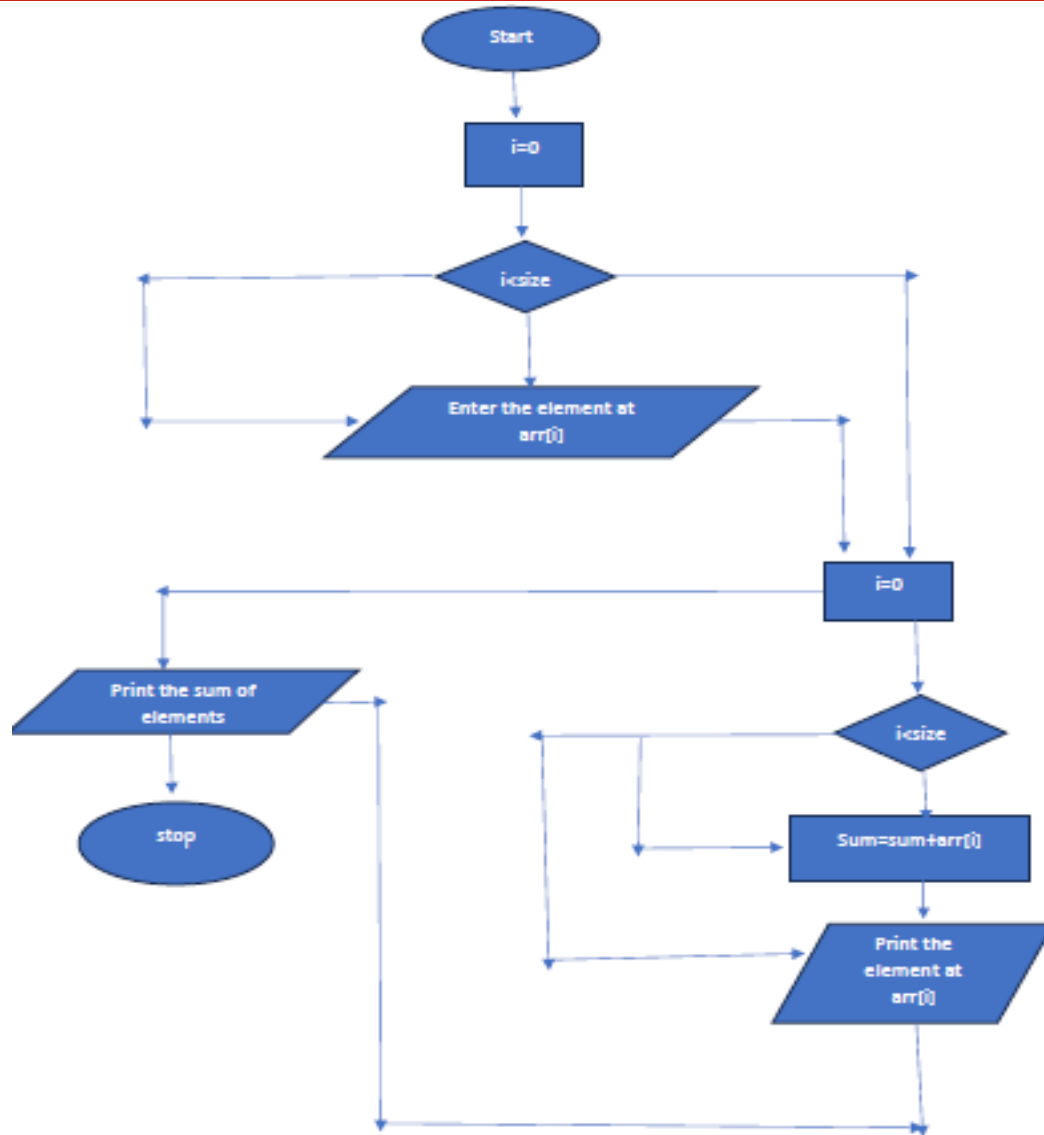 Start
i=0
i<size
Enter the element at
arr[i]
i=0
Print the sum of
elements
i<size
stop
Sum=sum+arr[i]
Print the
element at
arr[i]